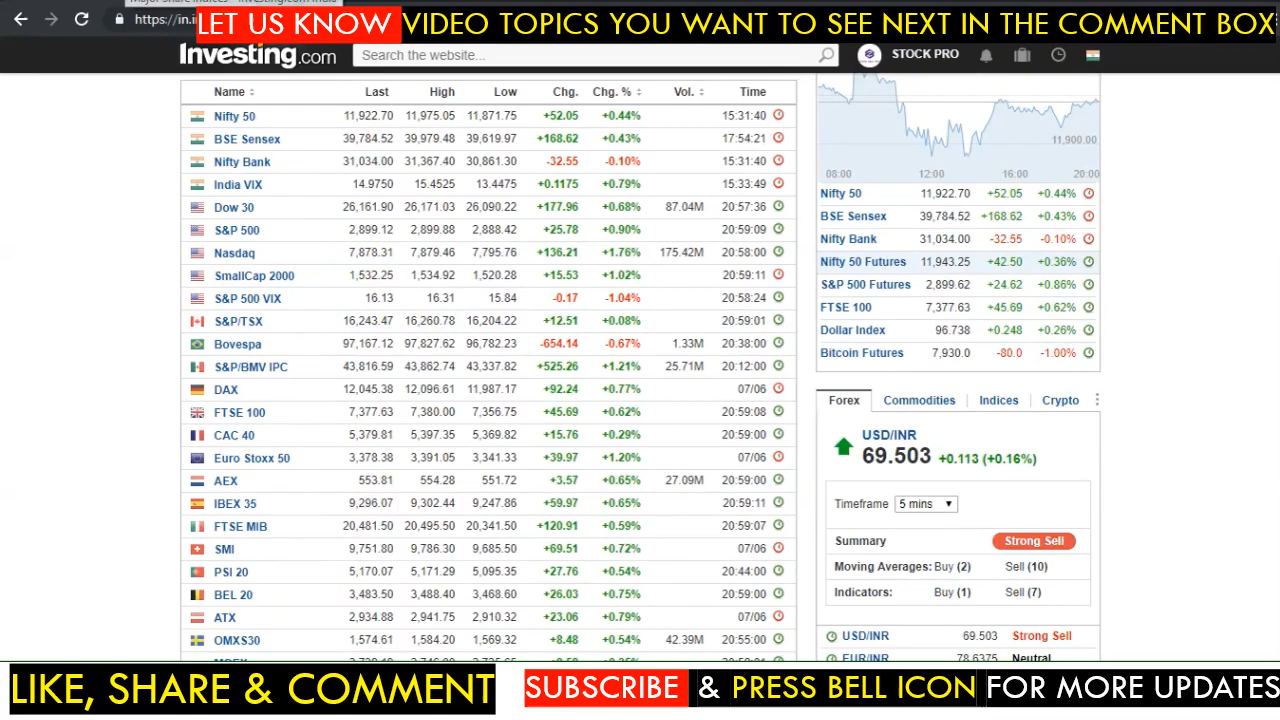 Major Share Indices - Investing.com India
https://in.in
LET US KNOW VIDEO TOPICS YOU WANT TO SEE NEXT IN THE COMMENT BOX
Investing.com Search the website... STOCK PRO
Name Last High Low Chg. Chg. % Vol. Time
Nifty 50 11,922.70 11,975.05 11,871.75 +52.05 +0.44% 15:31:40
BSE Sensex 39,784.52 39,979.48 39,619.97 +168.62 +0.43% 17:54:21
Nifty Bank 31,034.00 31,367.40 30,861.30 -32.55 -0.10% 15:31:40
India VIX 14.9750 15.4525 13.4475 +0.1175 +0.79% 15:33:49
Dow 30 26,161.90 26,171.03 26,090.22 +177.96 +0.68% 87.04M 20:57:36
S&P 500 2,899.12 2,899.88 2,888.42 +25.78 +0.90% 20:59:09
Nasdaq 7,878.31 7,879.46 7,795.76 +136.21 +1.76% 175.42M 20:58:00
SmallCap 2000 1,532.25 1,534.92 1,520.28 +15.53 +1.02% 20:59:11
S&P 500 VIX 16.13 16.31 15.84 -0.17 -1.04% 20:58:24
S&P/TSX 16,243.47 16,260.78 16,204.22 +12.51 +0.08% 20:59:01
Bovespa 97,167.12 97,827.62 96,782.23 -654.14 -0.67% 1.33M 20:38:00
S&P/BMV IPC 43,816.59 43,862.74 43,337.82 +525.26 +1.21% 25.71M 20:12:00
DAX 12,045.38 12,096.61 11,987.17 +92.24 +0.77% 07/06
FTSE 100 7,377.63 7,380.00 7,356.75 +45.69 +0.62% 20:59:08
CAC 40 5,379.81 5,397.35 5,369.82 +15.76 +0.29% 20:59:00
Euro Stoxx 50 3,378.38 3,391.05 3,341.33 +39.97 +1.20% 07/06
AEX 553.81 554.28 551.72 +3.57 +0.65% 27.09M 20:59:00
IBEX 35 9,296.07 9,302.44 9,247.86 +59.97 +0.65% 20:59:11
FTSE MIB 20,481.50 20,495.50 20,341.50 +120.91 +0.59% 20:59:07
SMI 9,751.80 9,786.30 9,685.50 +69.51 +0.72% 07/06
PSI 20 5,170.07 5,171.29 5,095.35 +27.76 +0.54% 20:44:00
BEL 20 3,483.50 3,488.40 3,468.60 +26.03 +0.75% 20:59:00
ATX 2,934.88 2,941.75 2,910.32 +23.06 +0.79% 07/06
OMXS30 1,574.61 1,584.20 1,569.32 +8.48 +0.54% 42.39M 20:55:00
11,900.00
08:00 12:00 16:00 20:00
Nifty 50 11,922.70 +52.05 +0.44%
BSE Sensex 39,784.52 +168.62 +0.43%
Nifty Bank 31,034.00 -32.55 -0.10%
Nifty 50 Futures 11,943.25 +42.50 +0.36%
S&P 500 Futures 2,899.62 +24.62 +0.86%
FTSE 100 7,377.63 +45.69 +0.62%
Dollar Index 96.738 +0.248 +0.26%
Bitcoin Futures 7,930.0 -80.0 -1.00%
Forex Commodities Indices Crypto
USD/INR
69.503 +0.113 (+0.16%)
Timeframe 5 mins
Summary Strong Sell
Moving Averages: Buy (2) Sell (10)
Indicators: Buy (1) Sell (7)
USD/INR 69.503 Strong Sell
EUR/INR 78.6375 Neutral
LIKE, SHARE & COMMENT SUBSCRIBE & PRESS BELL ICON FOR MORE UPDATES